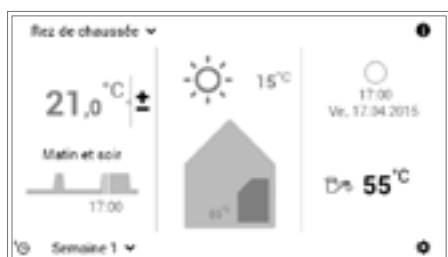 Rez de chaussée
21,0 °C ±
Matin et soir
17:00
Semaine 1
15°C
17:00
Ve, 17.04.2015
55°C